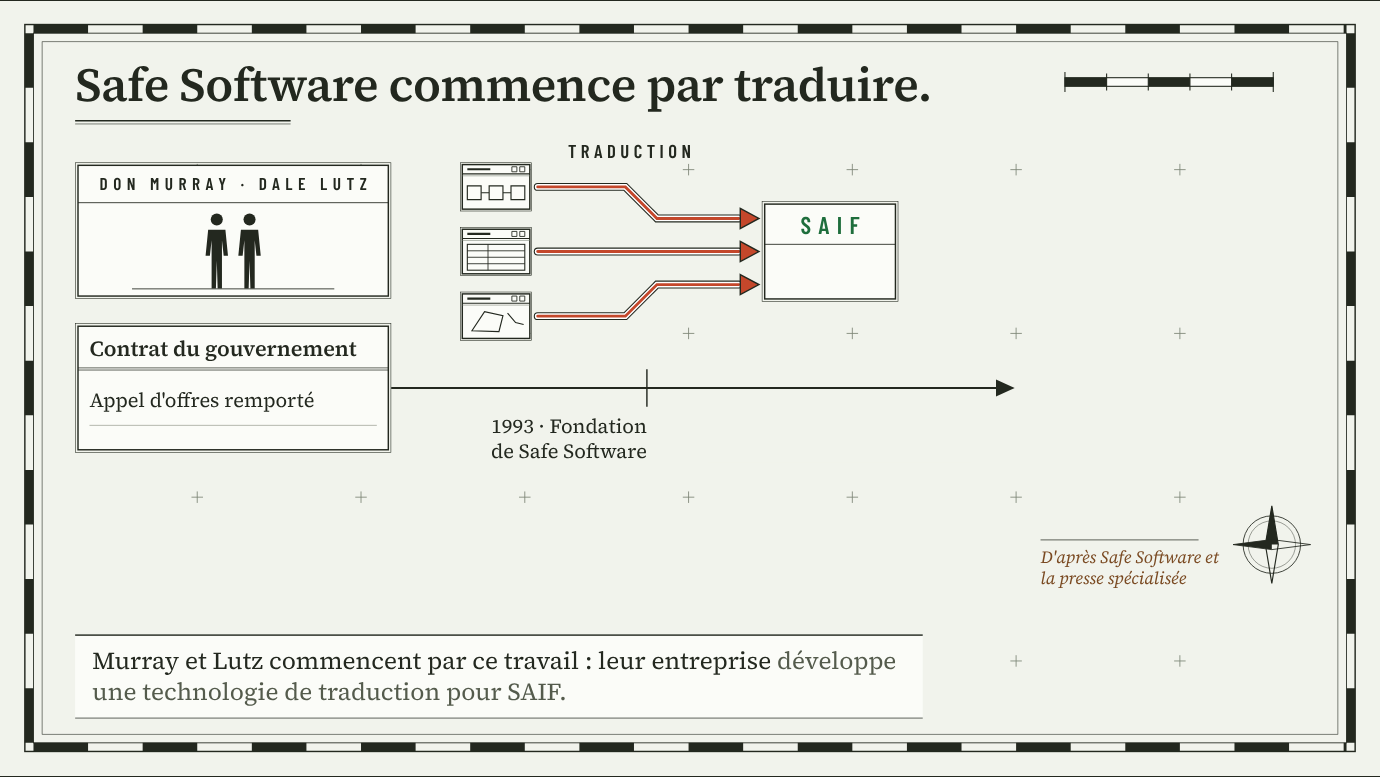 Safe Software commence par traduire.
DON MURRAY · DALE LUTZ
TRADUCTION
SAIF
Contrat du gouvernement
Appel d'offres remporté
1993 · Fondation
de Safe Software
D'après Safe Software et
la presse spécialisée
Murray et Lutz commencent par ce travail : leur entreprise développe
une technologie de traduction pour SAIF.